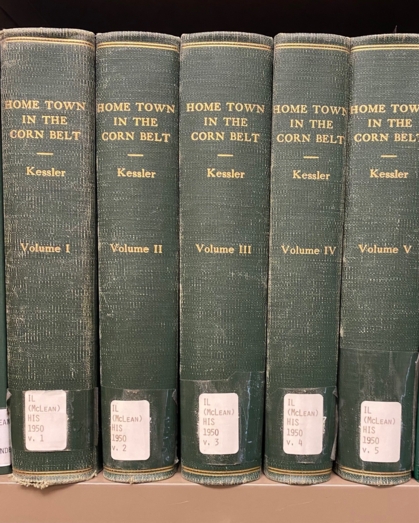 HOME TOWN
IN THE
CORN BELT
Kessler
Volume I
IL
(McLEAN)
HIS
1950
v. 1
HOME TOWN
IN THE
CORN BELT
Kessler
Volume II
IL
(McLEAN)
HIS
1950
v. 2
HOME TOWN
IN THE
CORN BELT
Kessler
Volume III
IL
(McLEAN)
HIS
1950
v. 3
HOME TOWN
IN THE
CORN BELT
Kessler
Volume IV
IL
(McLEAN)
HIS
1950
v. 4
HOME TOWN
IN THE
CORN BELT
Kessler
Volume V
IL
(McLEAN)
HIS
1950
v. 5